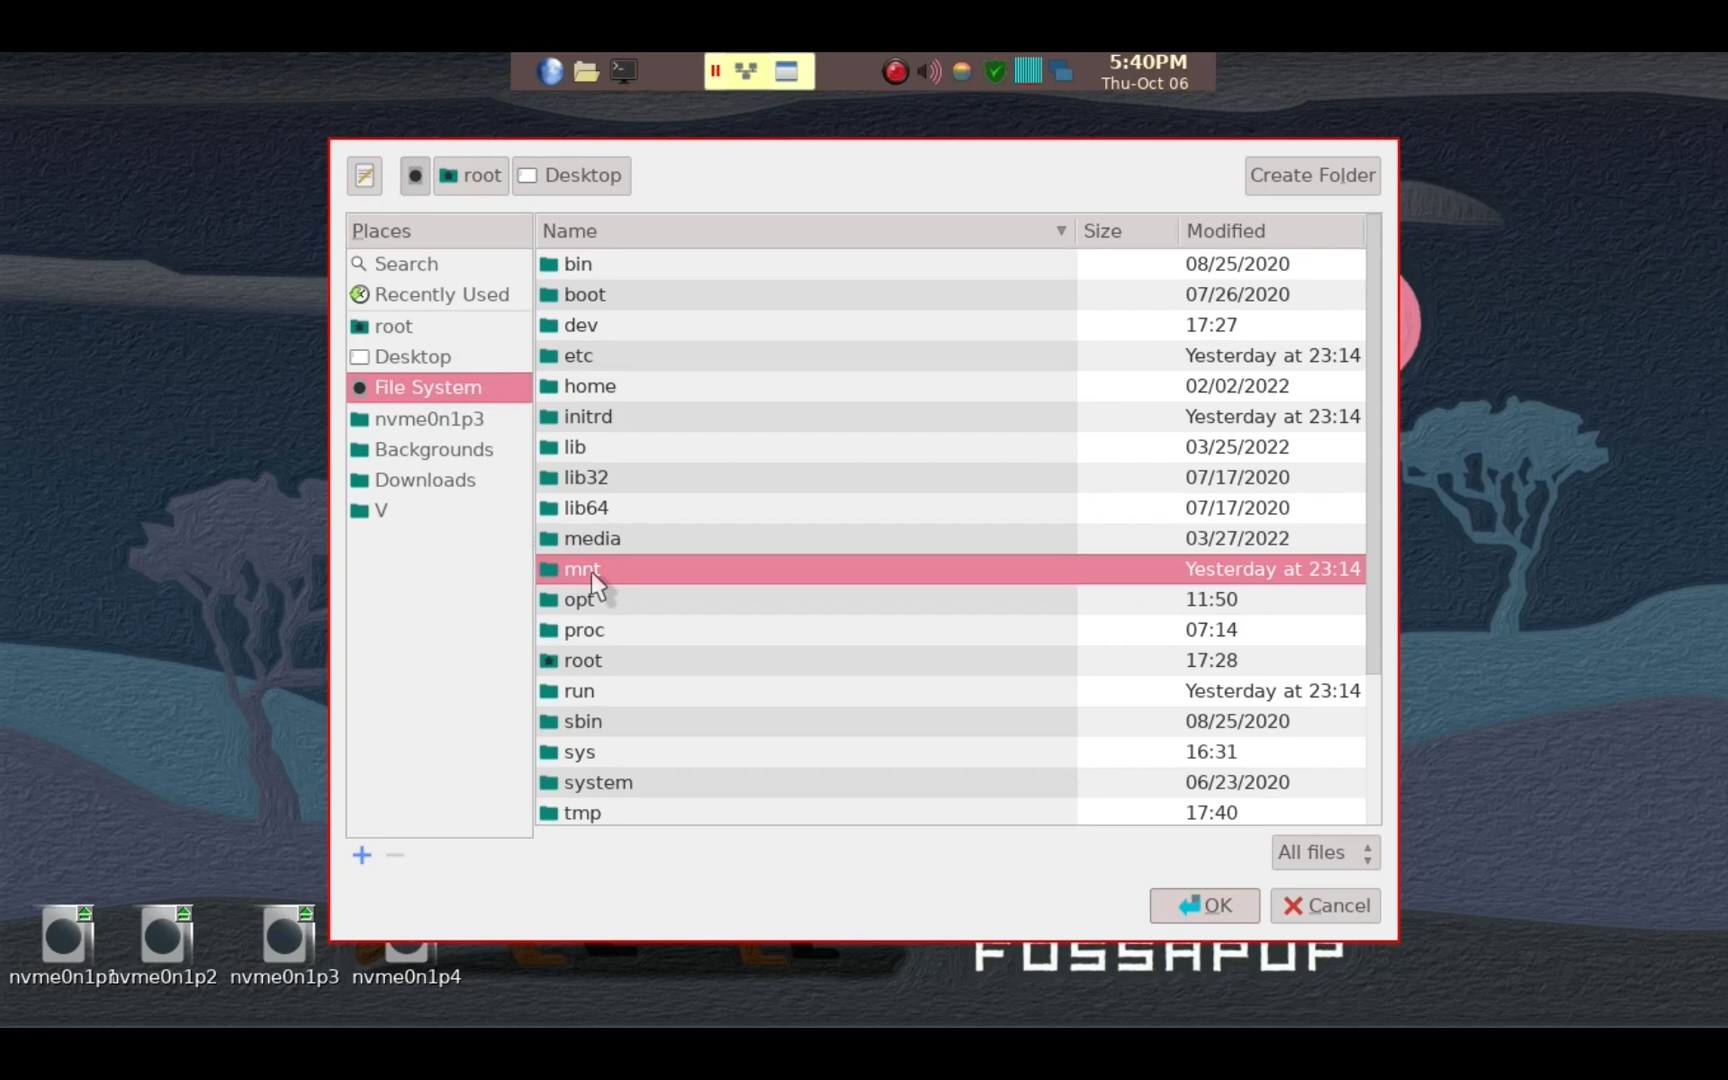 5:40PM
Thu-Oct 06
root
Desktop
Create Folder
Places
Name
Size
Modified
Search
Recently Used
root
Desktop
File System
nvme0n1p3
Backgrounds
Downloads
V
bin 08/25/2020
boot 07/26/2020
dev 17:27
etc Yesterday at 23:14
home 02/02/2022
initrd Yesterday at 23:14
lib 03/25/2022
lib32 07/17/2020
lib64 07/17/2020
media 03/27/2022
mnt Yesterday at 23:14
opt 11:50
proc 07:14
root 17:28
run Yesterday at 23:14
sbin 08/25/2020
sys 16:31
system 06/23/2020
tmp 17:40
All files
OK
Cancel
FOSSAPUP
nvme0n1p1
nvme0n1p2
nvme0n1p3
nvme0n1p4